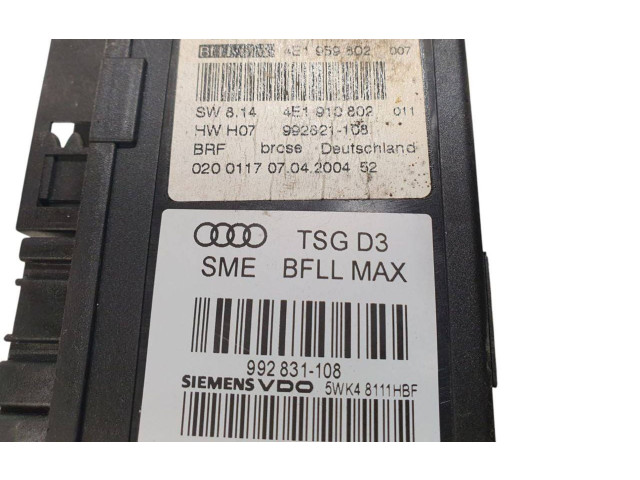 4E1 959 802 007
SW 8.14 4E1 910 802 011
HW H07 992821-108
BRF brose Deutschland
020 0117 07.04.2004 52
TSG D3
SME BFLL MAX
992 831-108
SIEMENS VDO 5WK4 8111HBF